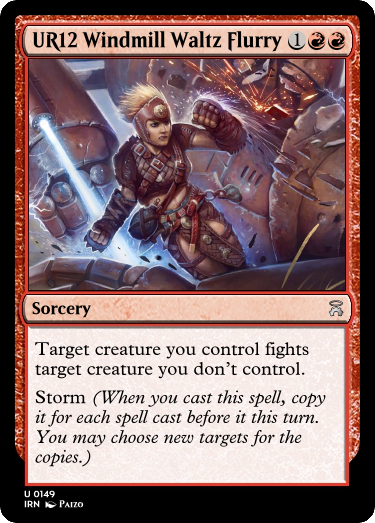 UR12 Windmill Waltz Flurry 1
Sorcery
Target creature you control fights
target creature you don't control.
Storm (When you cast this spell, copy
it for each spell cast before it this turn.
You may choose new targets for the
copies.)
U 0149
IRN Paizo